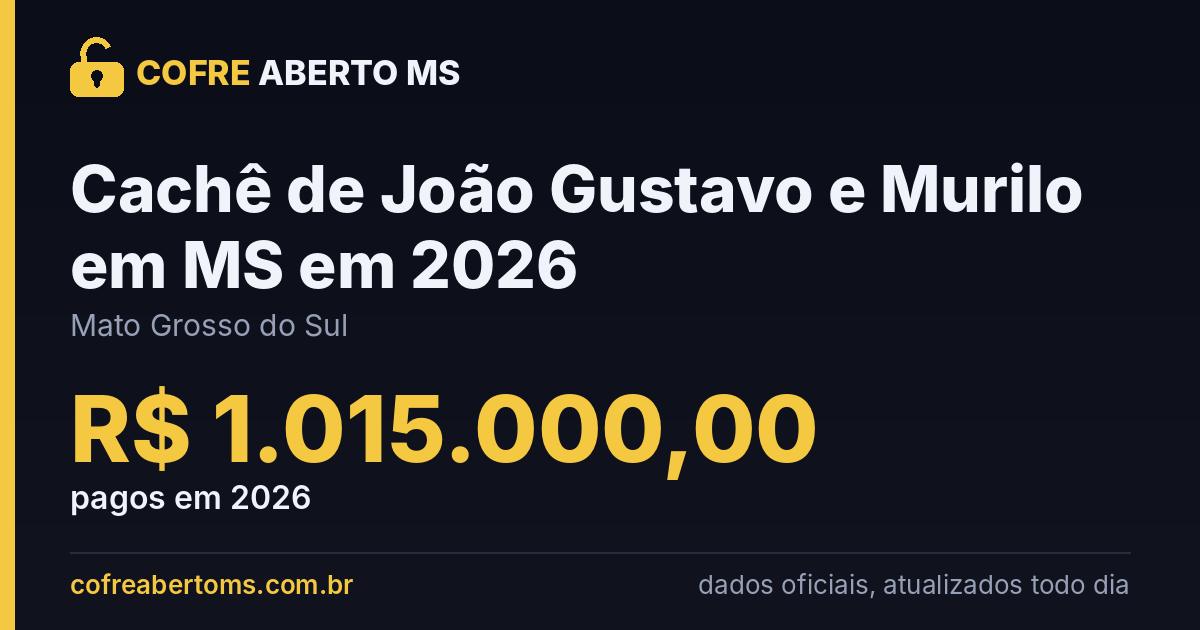 COFRE ABERTO MS
Cachê de João Gustavo e Murilo
em MS em 2026
Mato Grosso do Sul
R$ 1.015.000,00
pagos em 2026
cofreabertoms.com.br
dados oficiais, atualizados todo dia